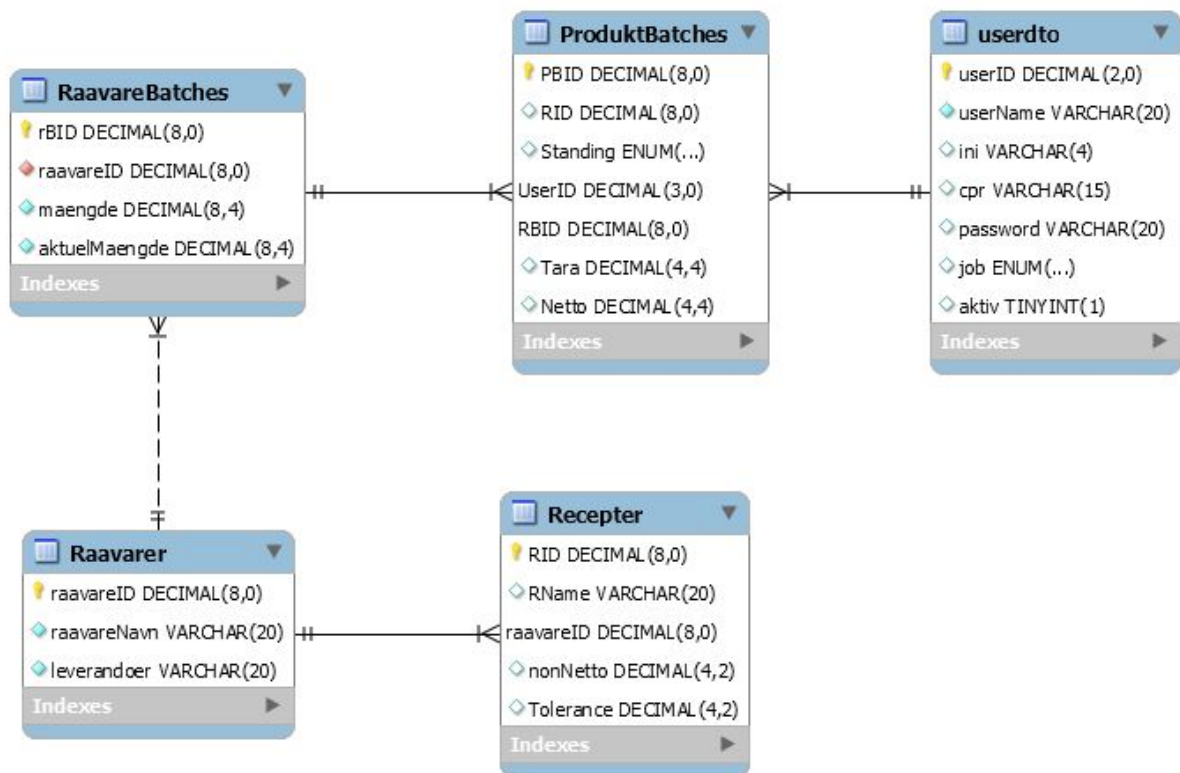 RaavareBatches
rBID DECIMAL(8,0)
raavareID DECIMAL(8,0)
maengde DECIMAL(8,4)
aktuelMaengde DECIMAL(8,4)
Indexes
ProduktBatches
PBID DECIMAL(8,0)
RID DECIMAL(8,0)
Standing ENUM(...)
UserID DECIMAL(3,0)
RBID DECIMAL(8,0)
Tara DECIMAL(4,4)
Netto DECIMAL(4,4)
Indexes
userdto
userID DECIMAL(2,0)
userName VARCHAR(20)
ini VARCHAR(4)
cpr VARCHAR(15)
password VARCHAR(20)
job ENUM(...)
aktiv TINYINT(1)
Indexes
Raavarer
raavareID DECIMAL(8,0)
raavareNavn VARCHAR(20)
leverandoer VARCHAR(20)
Indexes
Recepter
RID DECIMAL(8,0)
RName VARCHAR(20)
raavareID DECIMAL(8,0)
nonNetto DECIMAL(4,2)
Tolerance DECIMAL(4,2)
Indexes